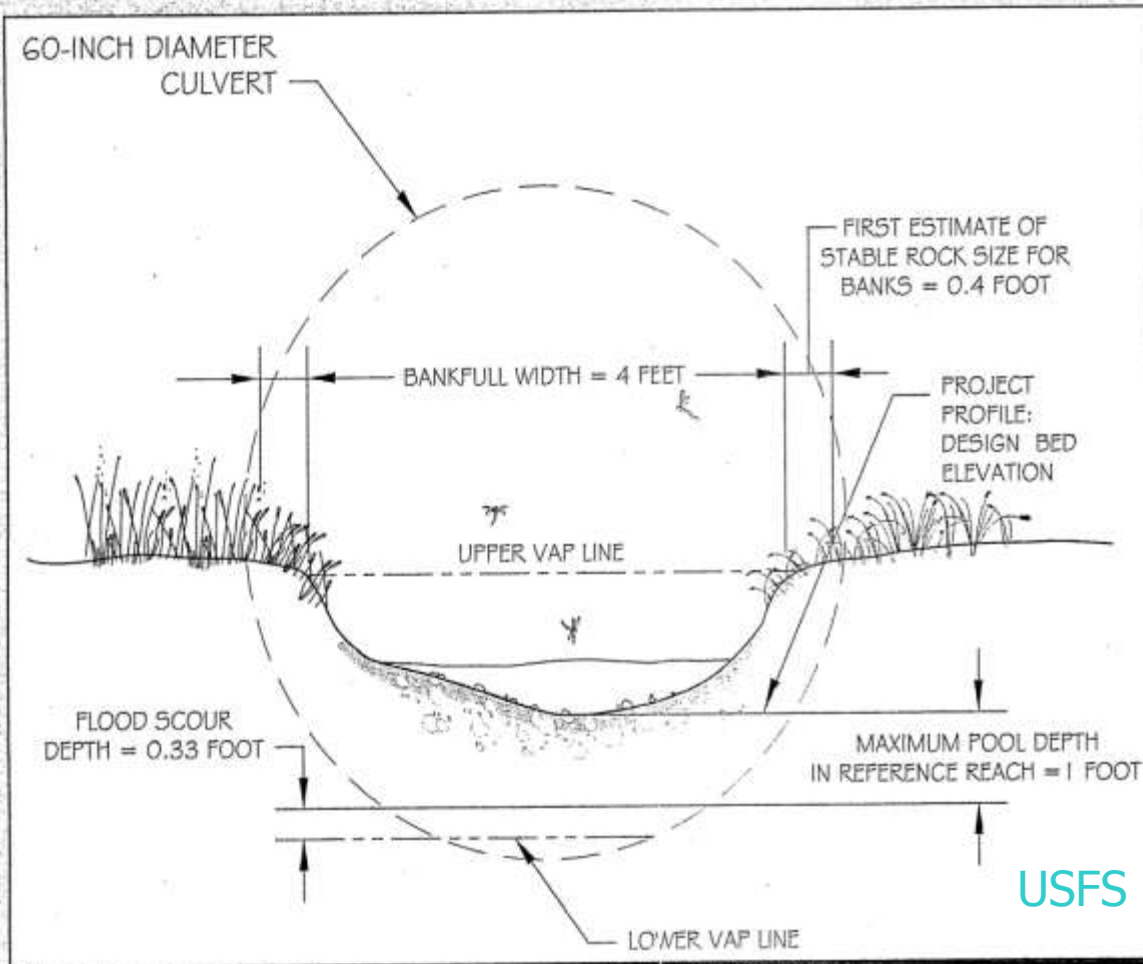 60-INCH DIAMETER
CULVERT
FIRST ESTIMATE OF
STABLE ROCK SIZE FOR
BANKS = 0.4 FOOT
BANKFULL WIDTH = 4 FEET
PROJECT
PROFILE:
DESIGN BED
ELEVATION
UPPER VAP LINE
FLOOD SCOUR
DEPTH = 0.33 FOOT
MAXIMUM POOL DEPTH
IN REFERENCE REACH = 1 FOOT
USFS
LOWER VAP LINE